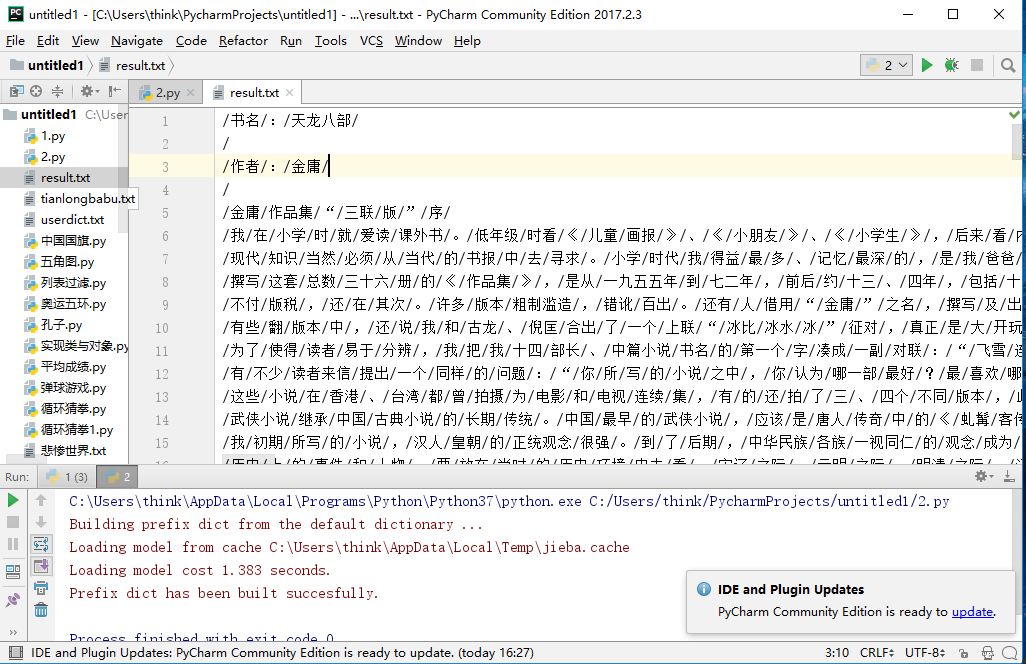 untitled1 - [C:\Users\think\PycharmProjects\untitled1] - ...\result.txt - PyCharm Community Edition 2017.2.3
File Edit View Navigate Code Refactor Run Tools VCS Window Help
untitled1 result.txt 2
2.py result.txt
untitled1 C:\User
1.py
2.py
result.txt
tianlongbabu.txt
userdict.txt
中国国旗.py
五角图.py
列表过滤.py
奥运五环.py
孔子.py
实现类与对象.py
平均成绩.py
弹球游戏.py
循环猜拳.py
循环猜拳1.py
悲惨世界.txt
1 /书名/：/天龙八部/
2 /
3 /作者/：/金庸/
4 /
5 /金庸/作品集/“/三联/版/”/序/
6 /我/在/小学/时/就/爱读/课外书/。/低年级/时看/《/儿童/画报/》/、/《/小朋友/》/、/《/小学生/》/，/后来/看/
7 /现代/知识/当然/必须/从/当代/的/书报/中/去/寻求/。/小学/时代/我/得益/最/多/、/记忆/最深/的/，/是/我/爸爸/
8 /撰写/这套/总数/三十六/册/的/《/作品集/》/，/是从/一九五五年/到/七二年/，/前后/约/十三/、/四年/，/包括/十
9 /不付/版税/，/还/在/其次/。/许多/版本/粗制滥造/，/错讹/百出/。/还有/人/借用/“/金庸/”/之名/，/撰写/及/出
10 /有些/翻/版本/中/，/还/说/我/和/古龙/、/倪匡/合出/了/一个/上联/“/冰比/冰水/冰/”/征对/，/真正/是/大/开玩
11 /为了/使得/读者/易于/分辨/，/我/把/我/十四/部长/、/中篇小说/书名/的/第一个/字/凑成/一副/对联/：/“/飞雪/
12 /有/不少/读者来信/提出/一个/同样/的/问题/：/“/你/所/写/的/小说/之中/，/你/认为/哪一部/最好/？/最/喜欢/哪
13 /这些/小说/在/香港/、/台湾/都/曾/拍摄/为/电影/和/电视/连续/集/，/有/的/还/拍/了/三/、/四个/不同/版本/，/
14 /武侠小说/继承/中国/古典小说/的/长期/传统/。/中国/最早/的/武侠小说/，/应该/是/唐人/传奇/中/的/《/虬髯/客传
15 /我/初期/所写/的/小说/，/汉人/皇朝/的/正统观念/很强/。/到/了/后期/，/中华民族/各族/一视同仁/的/观念/成为/
Run: 1 (3) 2
C:\Users\think\AppData\Local\Programs\Python\Python37\python.exe C:/Users/think/PycharmProjects/untitled1/2.py
Building prefix dict from the default dictionary ...
Loading model from cache C:\Users\think\AppData\Local\Temp\jieba.cache
Loading model cost 1.383 seconds.
Prefix dict has been built succesfully.
Process finished with exit code 0
IDE and Plugin Updates
PyCharm Community Edition is ready to update.
IDE and Plugin Updates: PyCharm Community Edition is ready to update. (today 16:27) 3:10 CRLF UTF-8